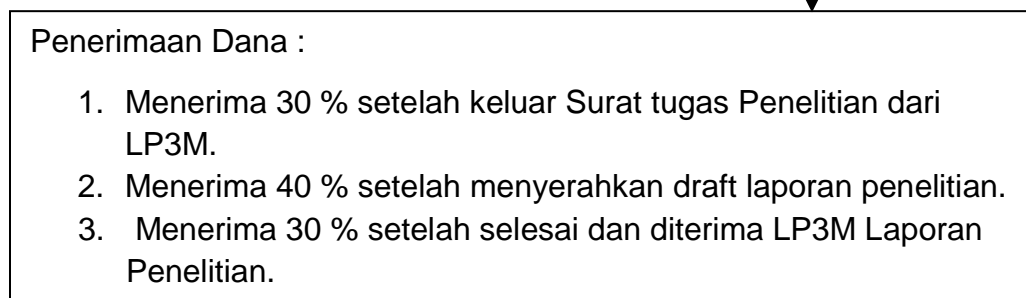 Penerimaan Dana :
1. Menerima 30 % setelah keluar Surat tugas Penelitian dari
LP3M.
2. Menerima 40 % setelah menyerahkan draft laporan penelitian.
3. Menerima 30 % setelah selesai dan diterima LP3M Laporan
Penelitian.